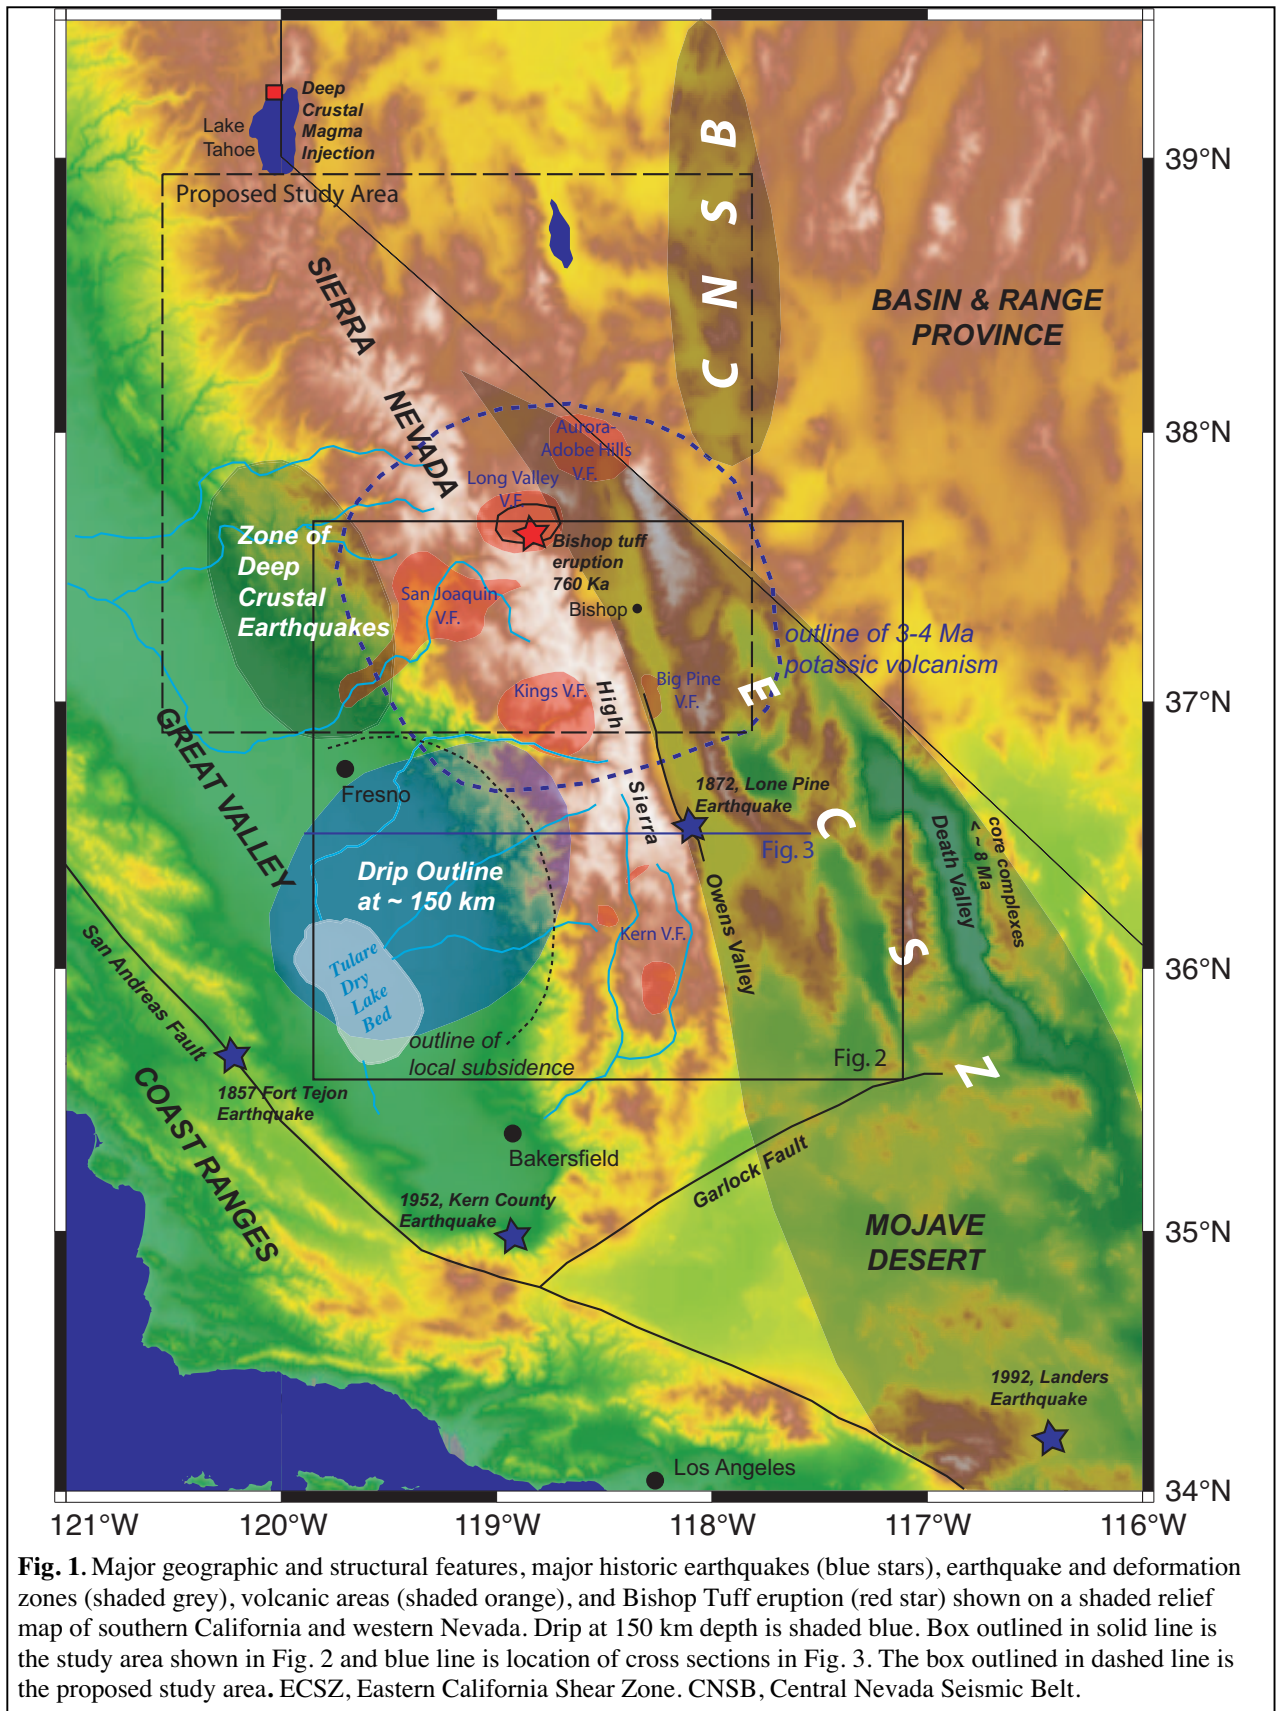 Deep
Crustal
Magma
Injection
Lake
Tahoe
39°N
Proposed Study Area
C N S B
SIERRA
NEVADA
BASIN & RANGE
PROVINCE
38°N
Aurora-
Adobe Hills
V.F.
Long Valley
V.F.
Zone of
Deep
Crustal
Earthquakes
Bishop tuff
eruption
760 Ka
Bishop
San Joaquin
V.F.
outline of 3-4 Ma
potassic volcanism
Kings V.F.
Big Pine
V.F.
37°N
High
Sierra
E C S Z
GREAT VALLEY
Fresno
1872, Lone Pine
Earthquake
Fig. 3
Drip Outline
at ~ 150 km
Death Valley
core complexes
< ~ 8 Ma
Owens Valley
Kern V.F.
Tulare
Dry
Lake
Bed
36°N
San Andreas Fault
outline of
local subsidence
Fig. 2
1857 Fort Tejon
Earthquake
COAST RANGES
Bakersfield
Garlock Fault
1952, Kern County
Earthquake
MOJAVE
DESERT
35°N
1992, Landers
Earthquake
Los Angeles
34°N
121°W 120°W 119°W 118°W 117°W 116°W
Fig. 1. Major geographic and structural features, major historic earthquakes (blue stars), earthquake and deformation
zones (shaded grey), volcanic areas (shaded orange), and Bishop Tuff eruption (red star) shown on a shaded relief
map of southern California and western Nevada. Drip at 150 km depth is shaded blue. Box outlined in solid line is
the study area shown in Fig. 2 and blue line is location of cross sections in Fig. 3. The box outlined in dashed line is
the proposed study area. ECSZ, Eastern California Shear Zone. CNSB, Central Nevada Seismic Belt.